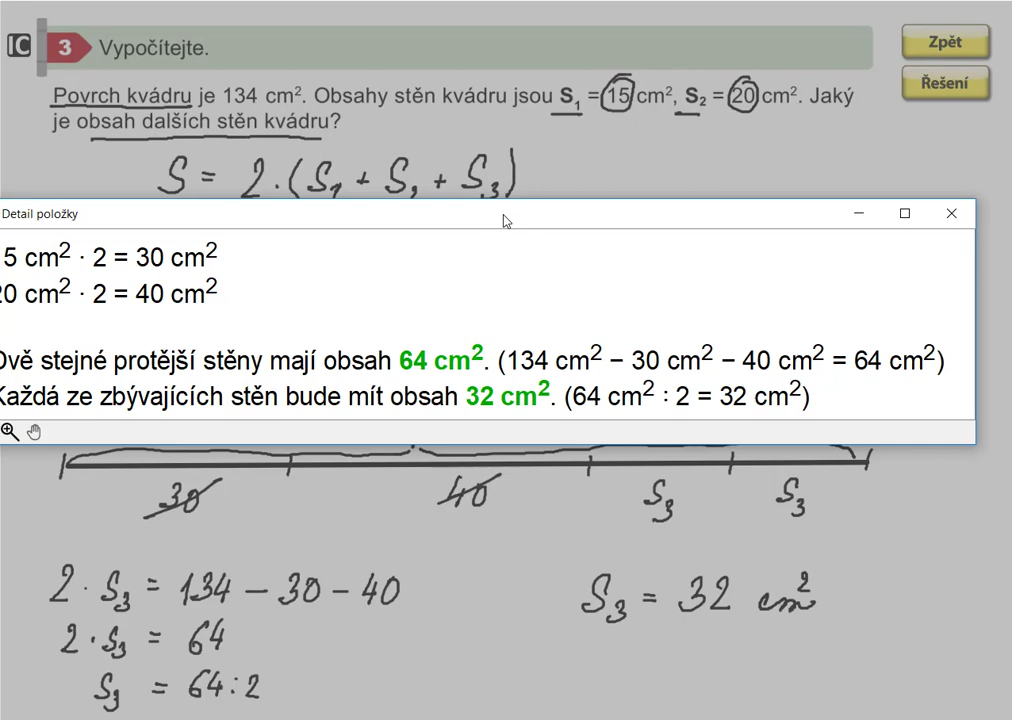 IC
3 Vypočítejte.
Zpět
Řešení
Povrch kvádru je 134 cm². Obsahy stěn kvádru jsou S₁ = 15 cm², S₂ = 20 cm². Jaký
je obsah dalších stěn kvádru?
S = 2 · (S₁ + S₂ + S₃)
Detail položky
5 cm² · 2 = 30 cm²
20 cm² · 2 = 40 cm²
Dvě stejné protější stěny mají obsah 64 cm². (134 cm² − 30 cm² − 40 cm² = 64 cm²)
Každá ze zbývajících stěn bude mít obsah 32 cm². (64 cm² : 2 = 32 cm²)
30 40 S₃ S₃
2 · S₃ = 134 − 30 − 40
S₃ = 32 cm²
2 · S₃ = 64
S₃ = 64 : 2